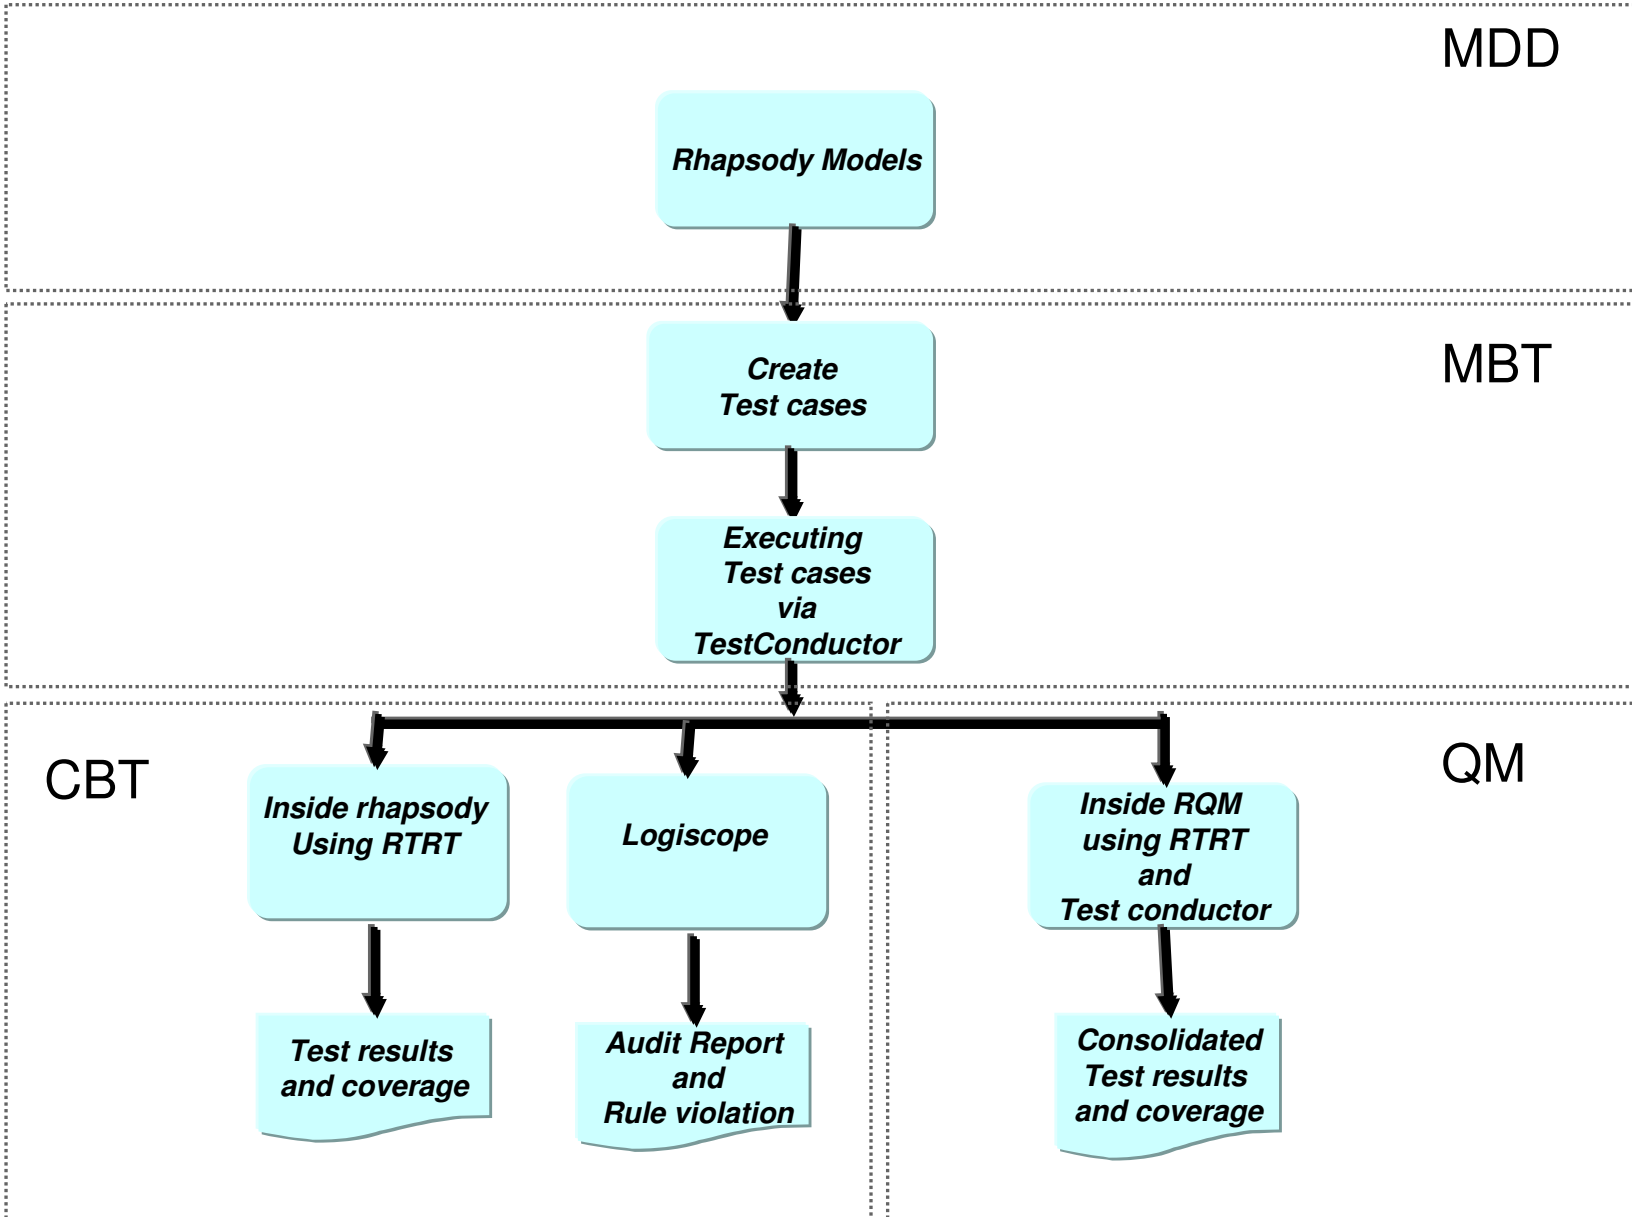 MDD
Rhapsody Models
MBT
Create
Test cases
Executing
Test cases
via
TestConductor
CBT
Inside rhapsody
Using RTRT
Logiscope
QM
Inside RQM
using RTRT
and
Test conductor
Test results
and coverage
Audit Report
and
Rule violation
Consolidated
Test results
and coverage